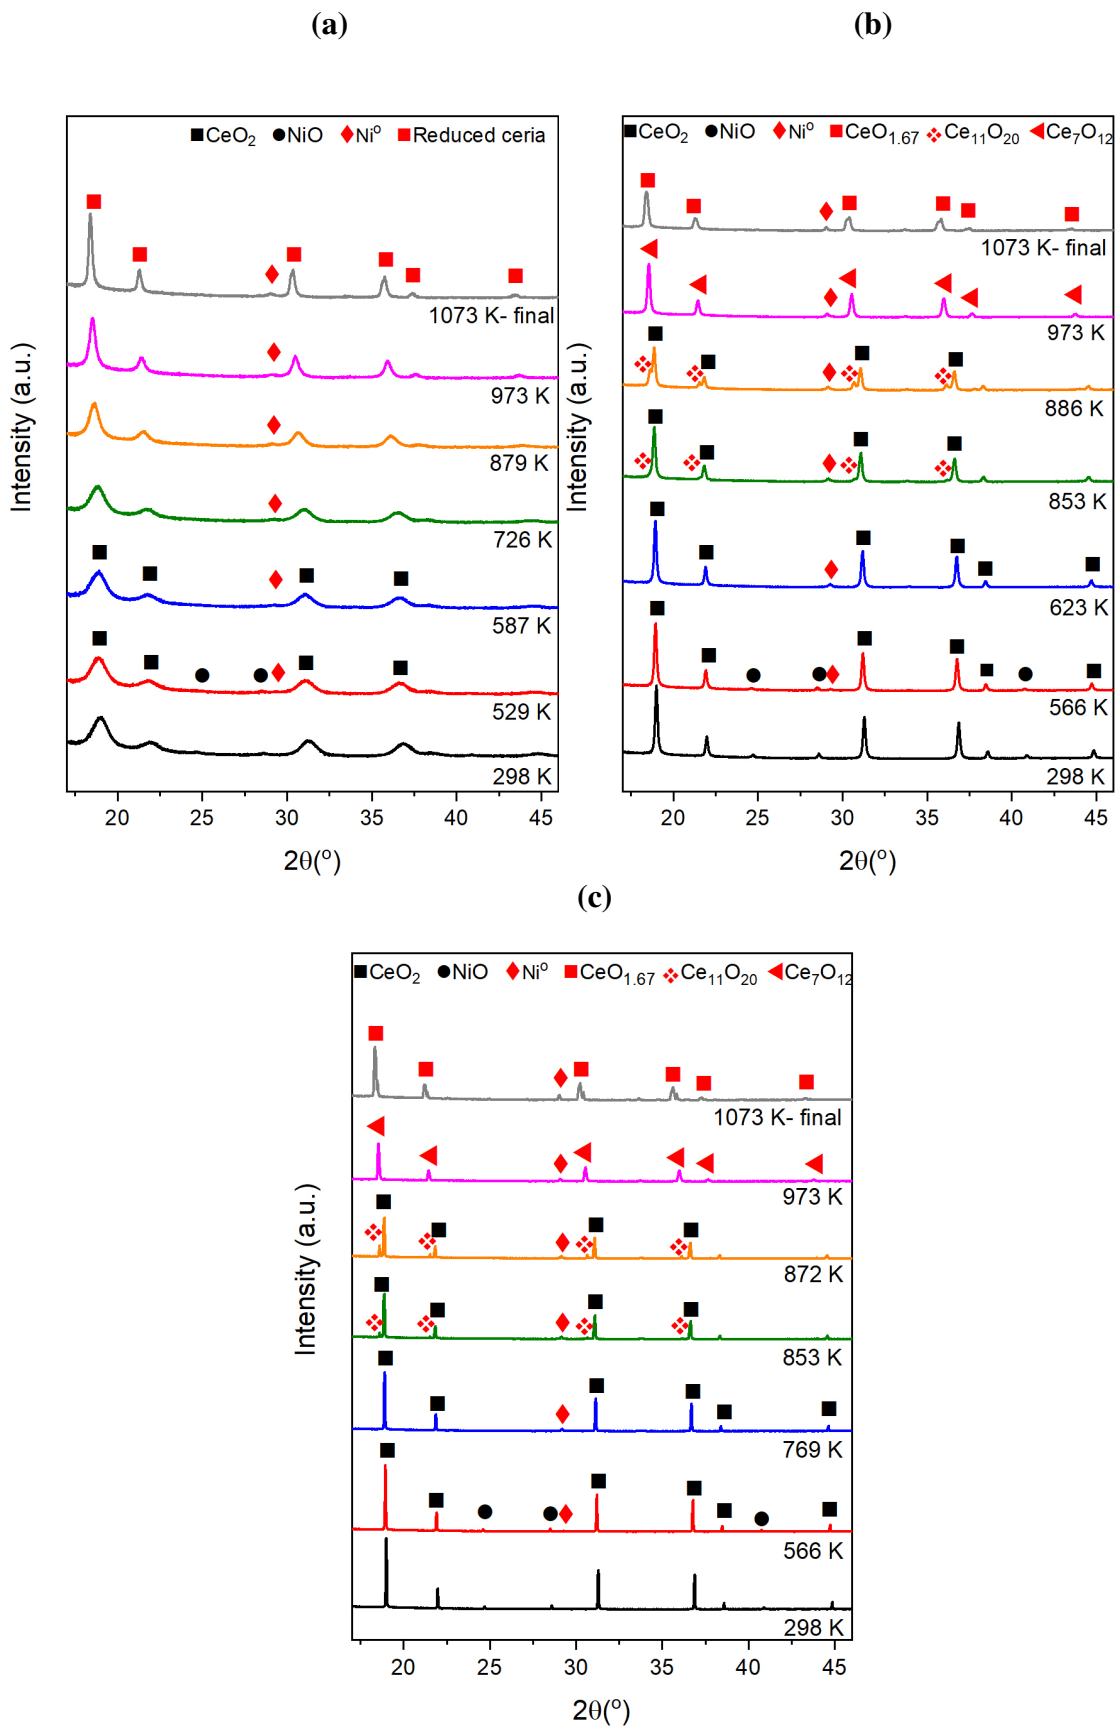 (a)
(b)
CeO2 NiO Niº Reduced ceria
1073 K- final
973 K
879 K
726 K
587 K
529 K
298 K
Intensity (a.u.)
20 25 30 35 40 45
2θ(º)
CeO2 NiO Niº CeO1.67 Ce11O20 Ce7O12
1073 K- final
973 K
886 K
853 K
623 K
566 K
298 K
Intensity (a.u.)
20 25 30 35 40 45
2θ(º)
(c)
CeO2 NiO Niº CeO1.67 Ce11O20 Ce7O12
1073 K- final
973 K
872 K
853 K
769 K
566 K
298 K
Intensity (a.u.)
20 25 30 35 40 45
2θ(º)